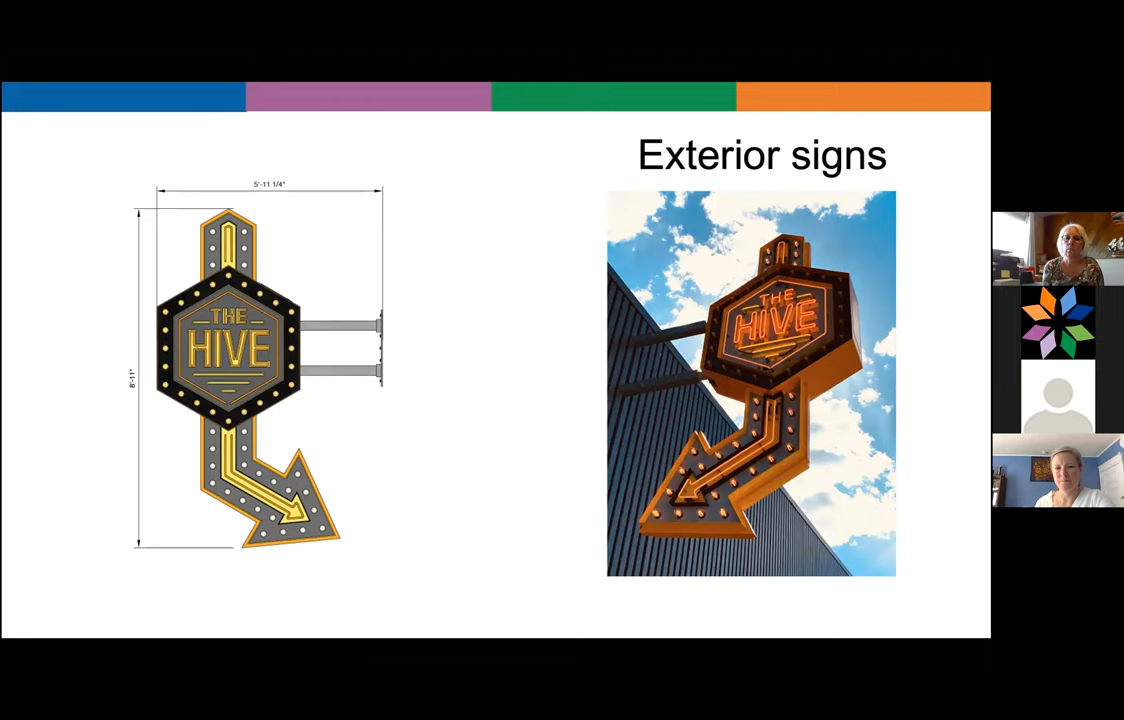 Exterior signs
5'-11 1/4"
8'-11"
THE
HIVE
THE
HIVE